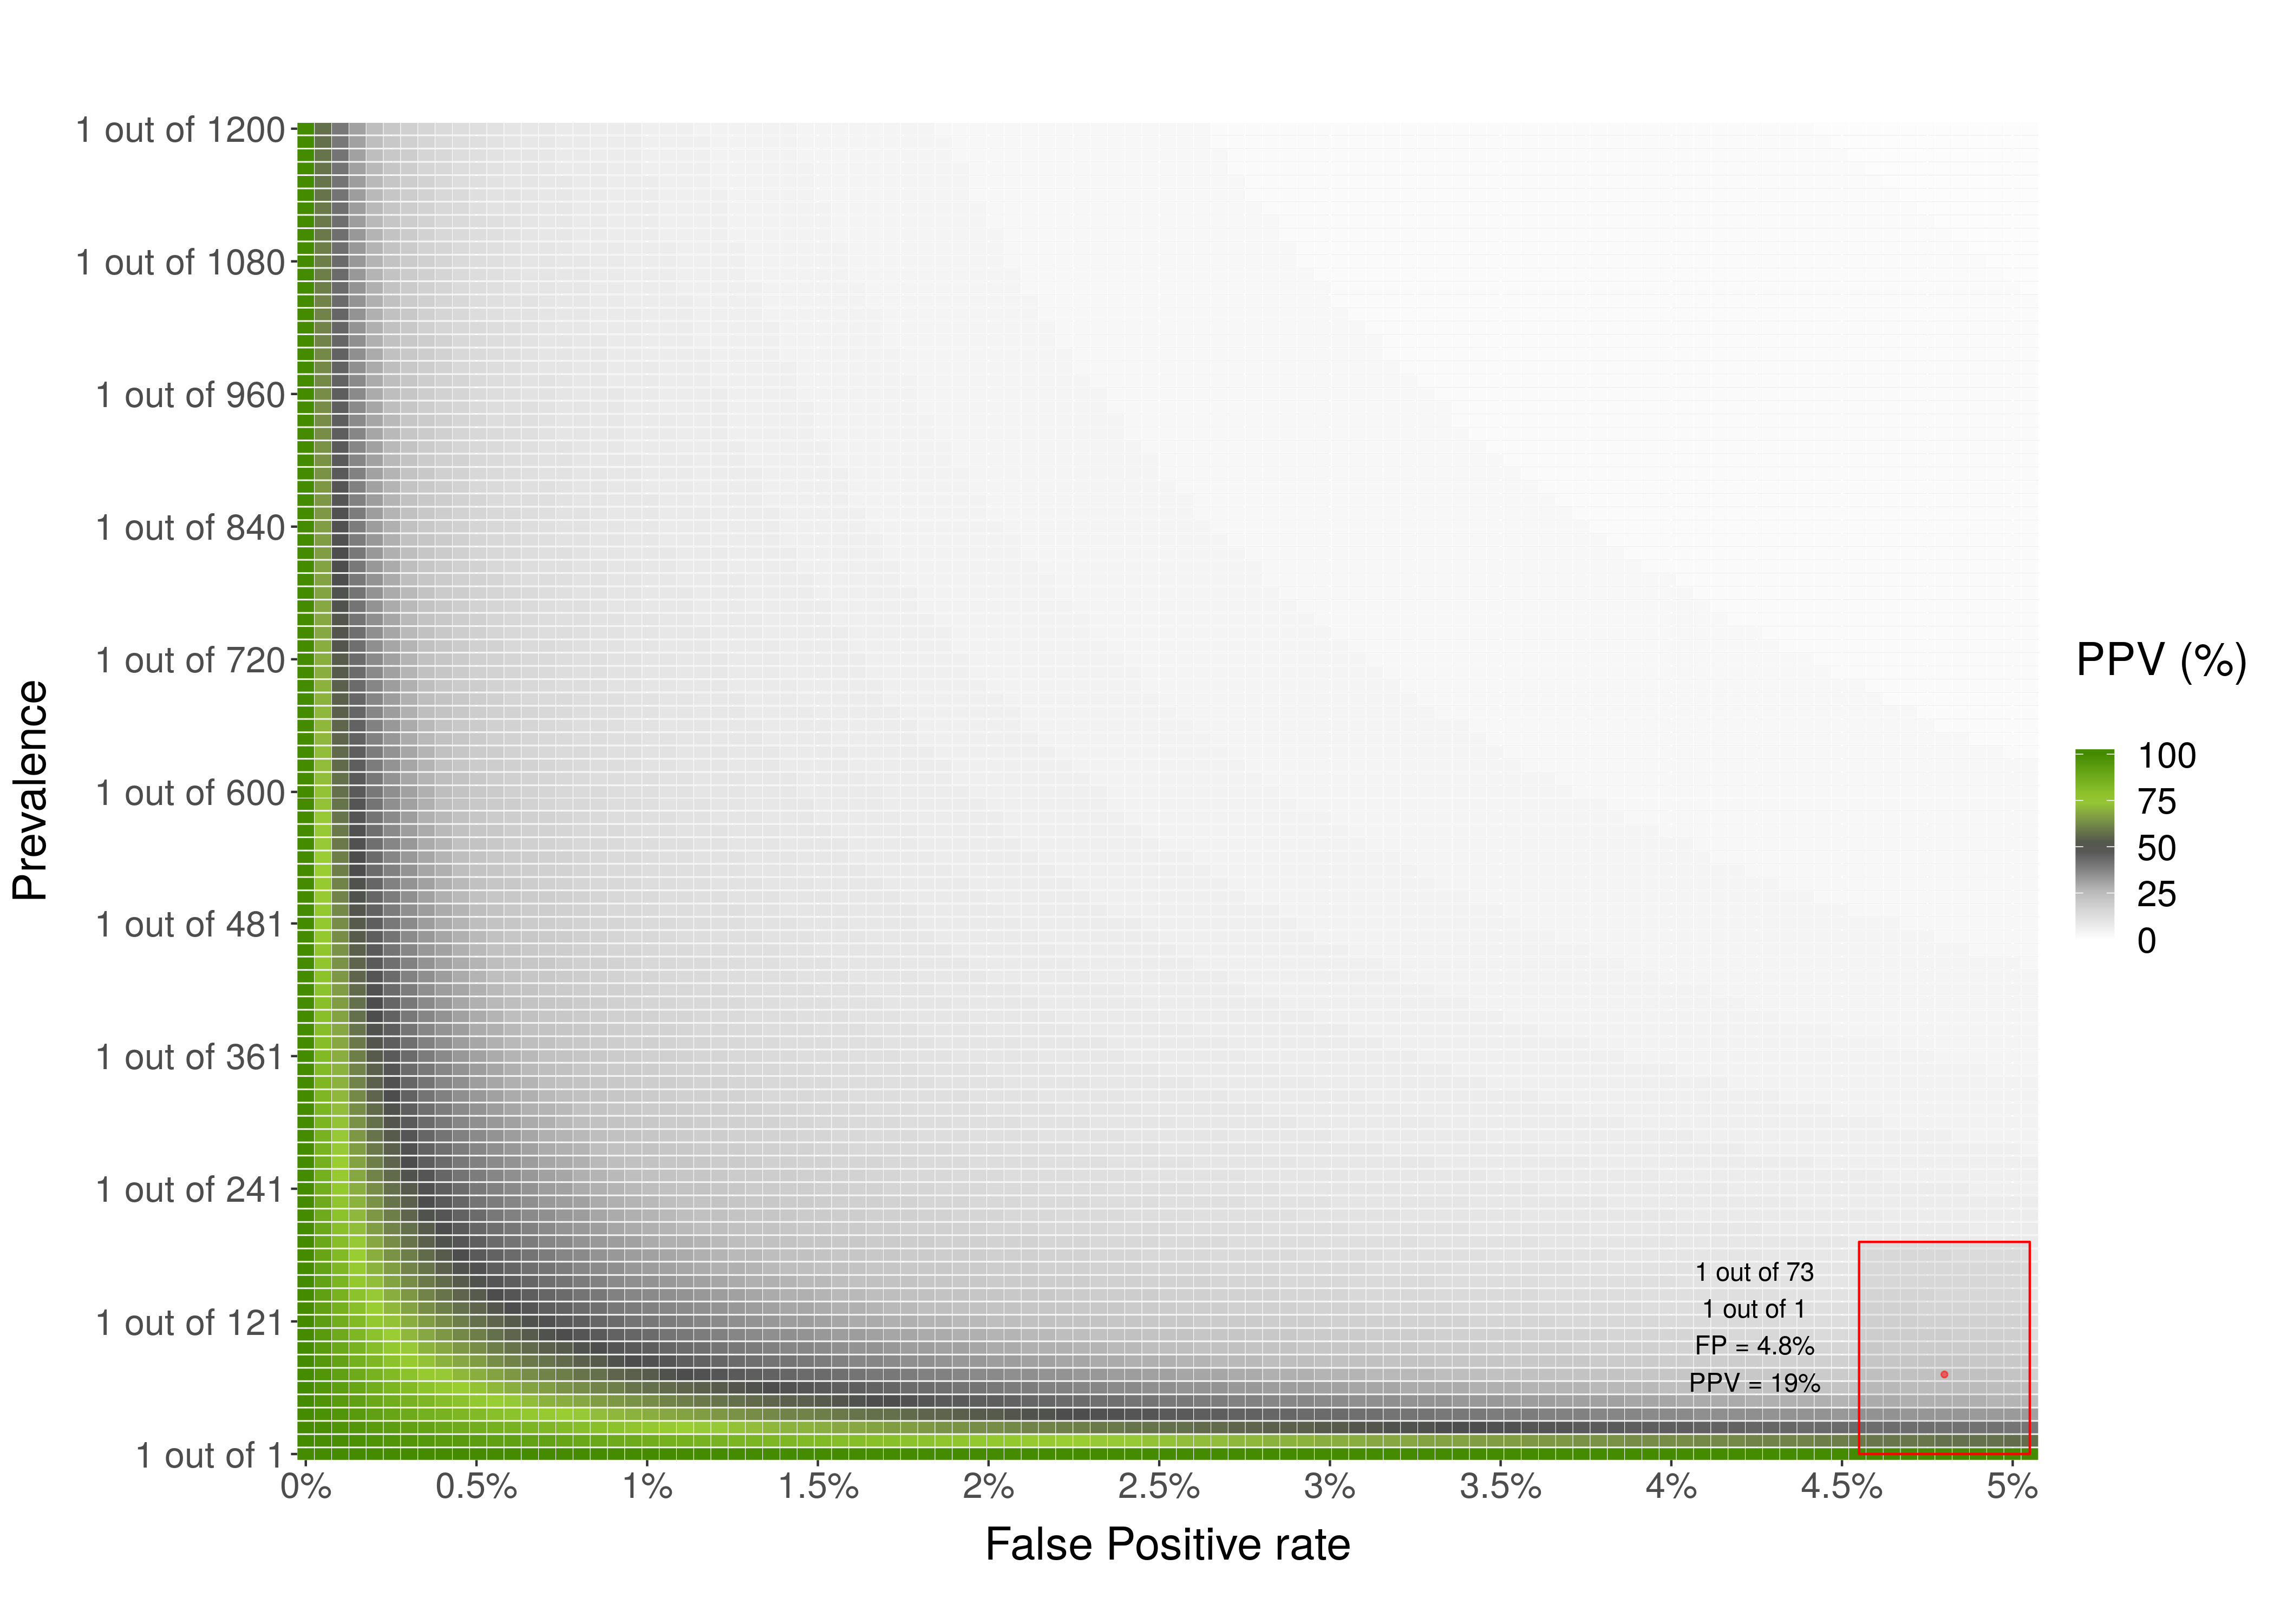 1 out of 1200
1 out of 1080
1 out of 960
1 out of 840
1 out of 720
1 out of 600
1 out of 481
1 out of 361
1 out of 241
1 out of 121
1 out of 1
Prevalence
1 out of 73
1 out of 1
FP = 4.8%
PPV = 19%
0% 0.5% 1% 1.5% 2% 2.5% 3% 3.5% 4% 4.5% 5%
False Positive rate
PPV (%)
100
75
50
25
0